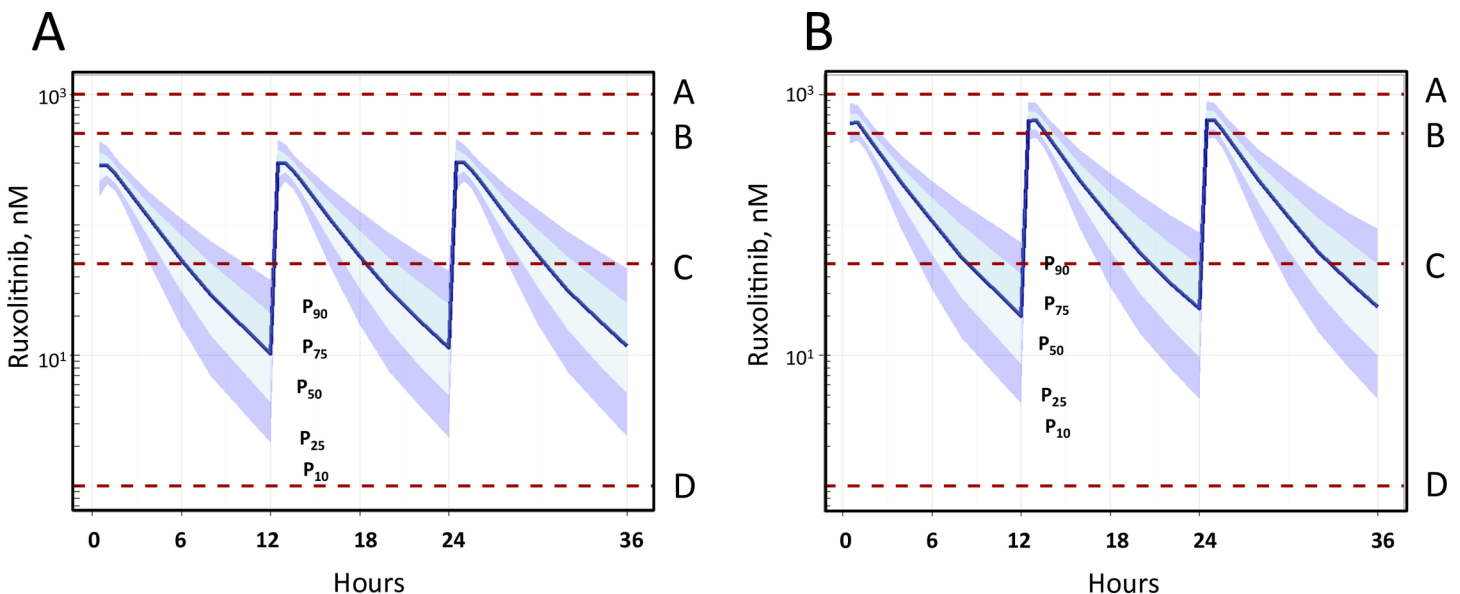 A
10³
A
B
Ruxolitinib, nM
C
10¹
P₉₀
P₇₅
P₅₀
P₂₅
P₁₀
D
0 6 12 18 24 36
Hours
B
10³
A
B
Ruxolitinib, nM
C
10¹
P₉₀
P₇₅
P₅₀
P₂₅
P₁₀
D
0 6 12 18 24 36
Hours